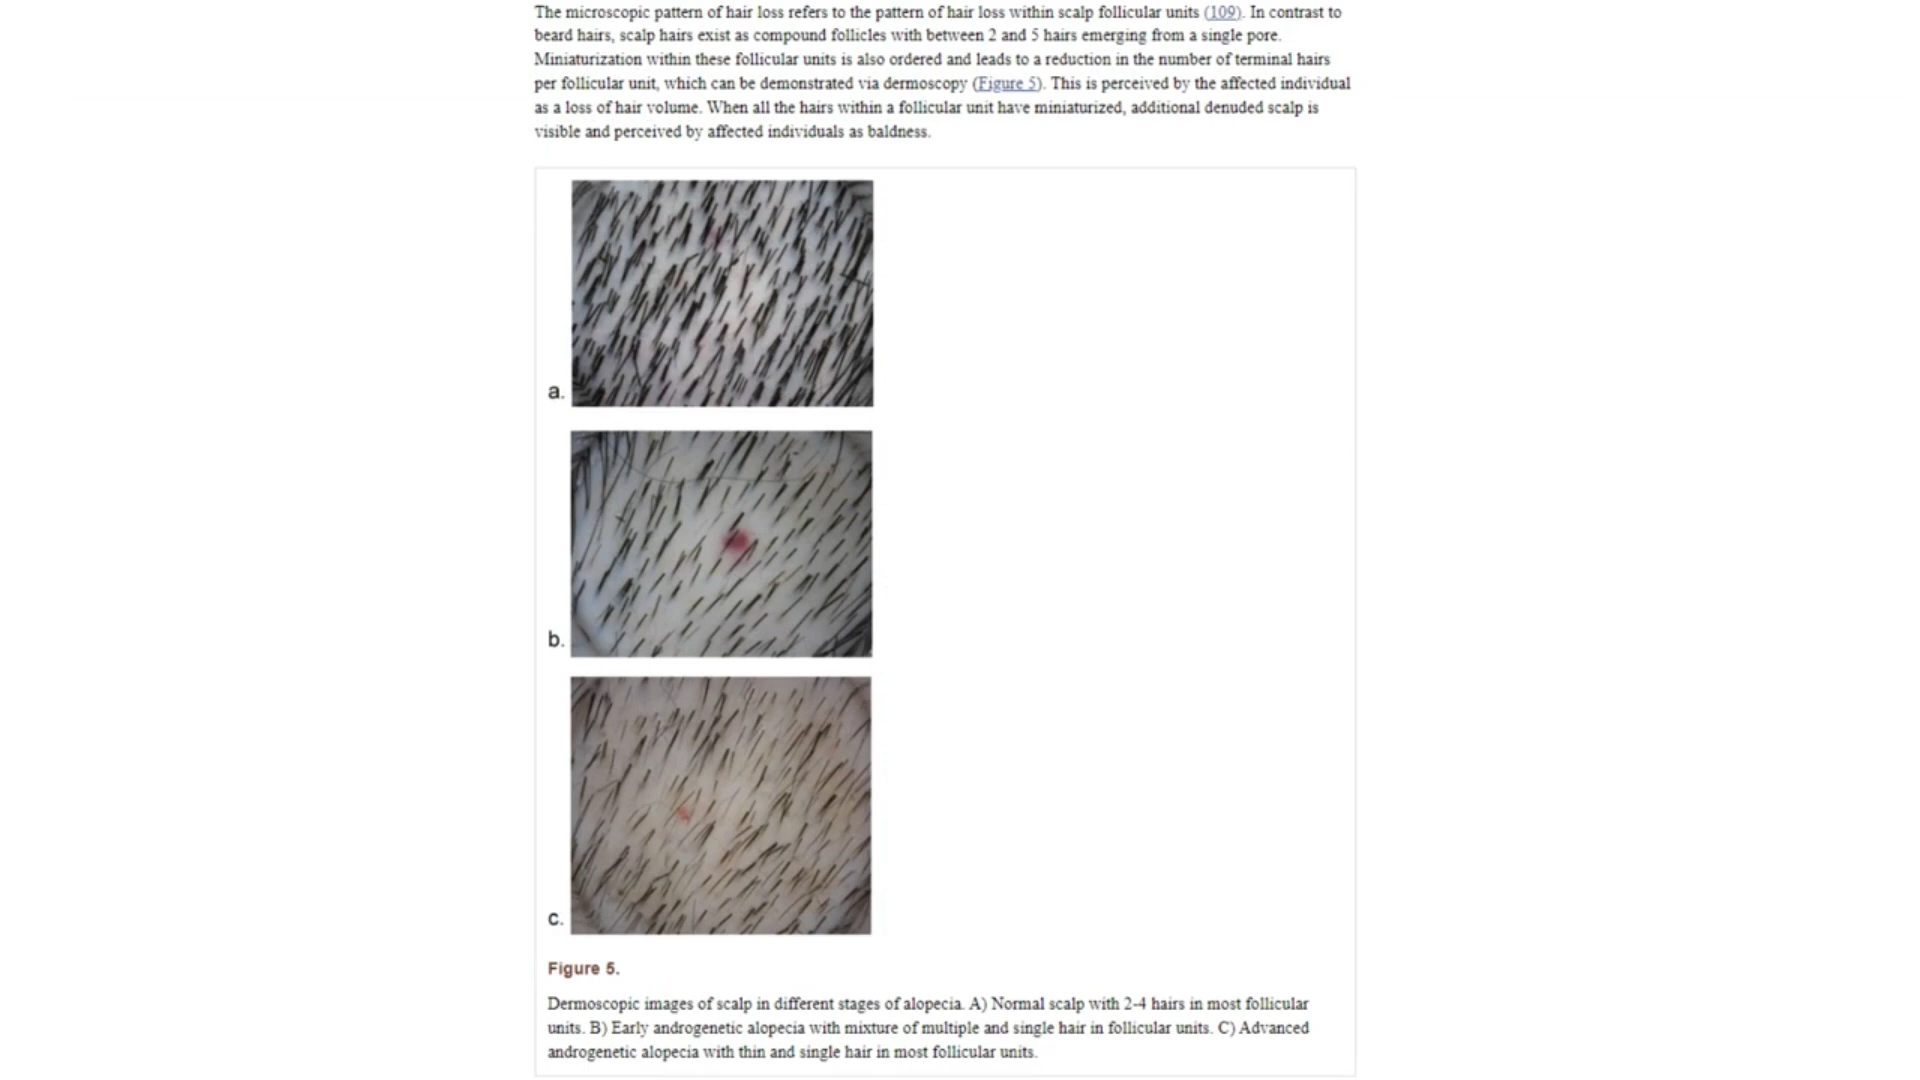 The microscopic pattern of hair loss refers to the pattern of hair loss within scalp follicular units (109). In contrast to
beard hairs, scalp hairs exist as compound follicles with between 2 and 5 hairs emerging from a single pore.
Miniaturization within these follicular units is also ordered and leads to a reduction in the number of terminal hairs
per follicular unit, which can be demonstrated via dermoscopy (Figure 5). This is perceived by the affected individual
as a loss of hair volume. When all the hairs within a follicular unit have miniaturized, additional denuded scalp is
visible and perceived by affected individuals as baldness.
a.
b.
c.
Figure 5.
Dermoscopic images of scalp in different stages of alopecia. A) Normal scalp with 2-4 hairs in most follicular
units. B) Early androgenetic alopecia with mixture of multiple and single hair in follicular units. C) Advanced
androgenetic alopecia with thin and single hair in most follicular units.